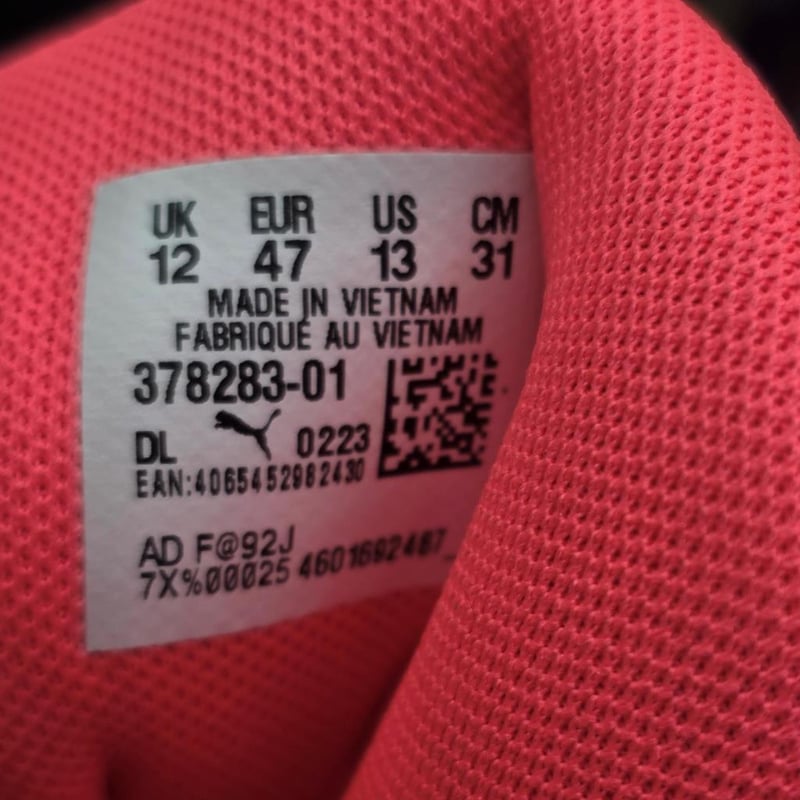 UK EUR US CM
12 47 13 31
MADE IN VIETNAM
FABRIQUÉ AU VIETNAM
378283-01
DL 0223
EAN:4065452982430
AD F@92J
7X%00025 4601692467_